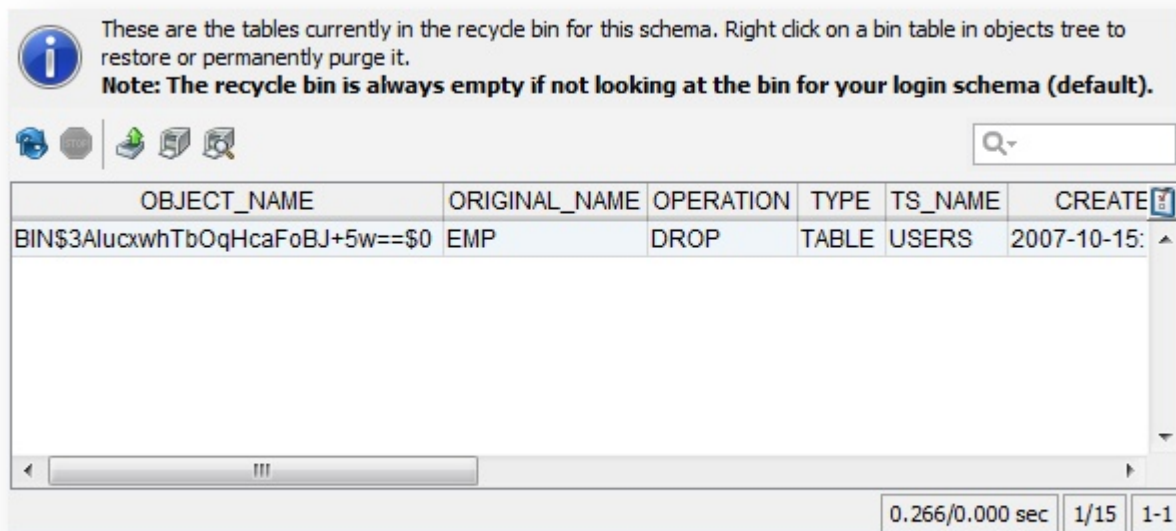 These are the tables currently in the recycle bin for this schema. Right click on a bin table in objects tree to
restore or permanently purge it.
Note: The recycle bin is always empty if not looking at the bin for your login schema (default).
STOP
OBJECT_NAME ORIGINAL_NAME OPERATION TYPE TS_NAME CREATE
BIN$3AlucxwhTbOqHcaFoBJ+5w==$0 EMP DROP TABLE USERS 2007-10-15:
0.266/0.000 sec 1/15 1-1